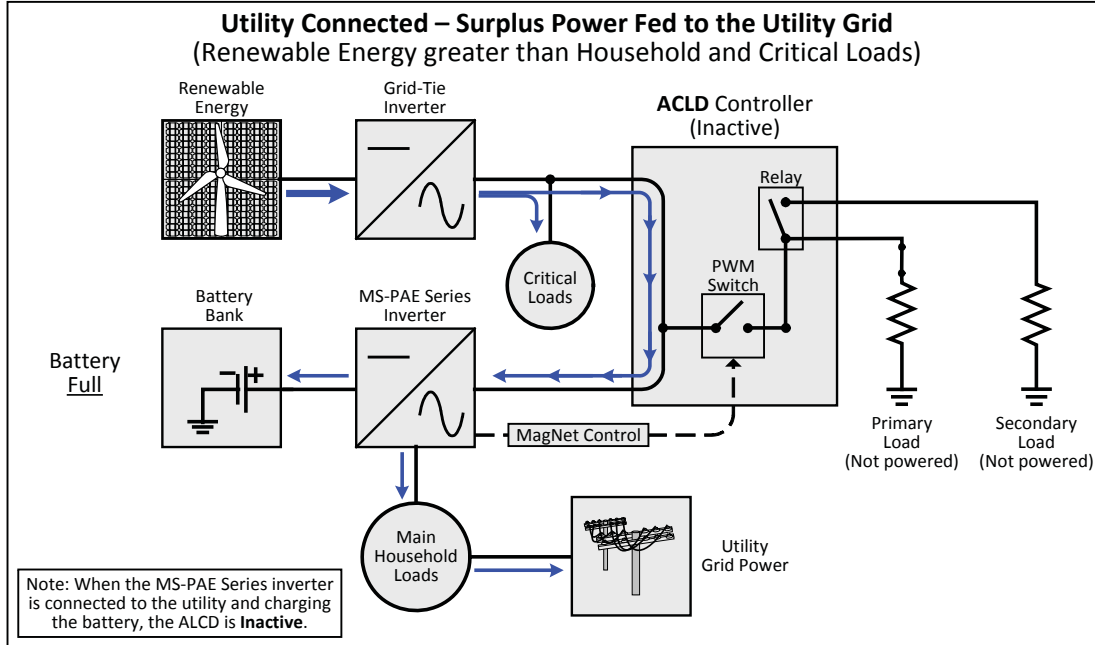 Utility Connected – Surplus Power Fed to the Utility Grid
(Renewable Energy greater than Household and Critical Loads)
Renewable
Energy
Grid-Tie
Inverter
ACLD Controller
(Inactive)
Relay
Critical
Loads
PWM
Switch
Battery
Bank
MS-PAE Series
Inverter
Battery
Full
MagNet Control
Primary
Load
(Not powered)
Secondary
Load
(Not powered)
Main
Household
Loads
Utility
Grid Power
Note: When the MS-PAE Series inverter
is connected to the utility and charging
the battery, the ALCD is Inactive.